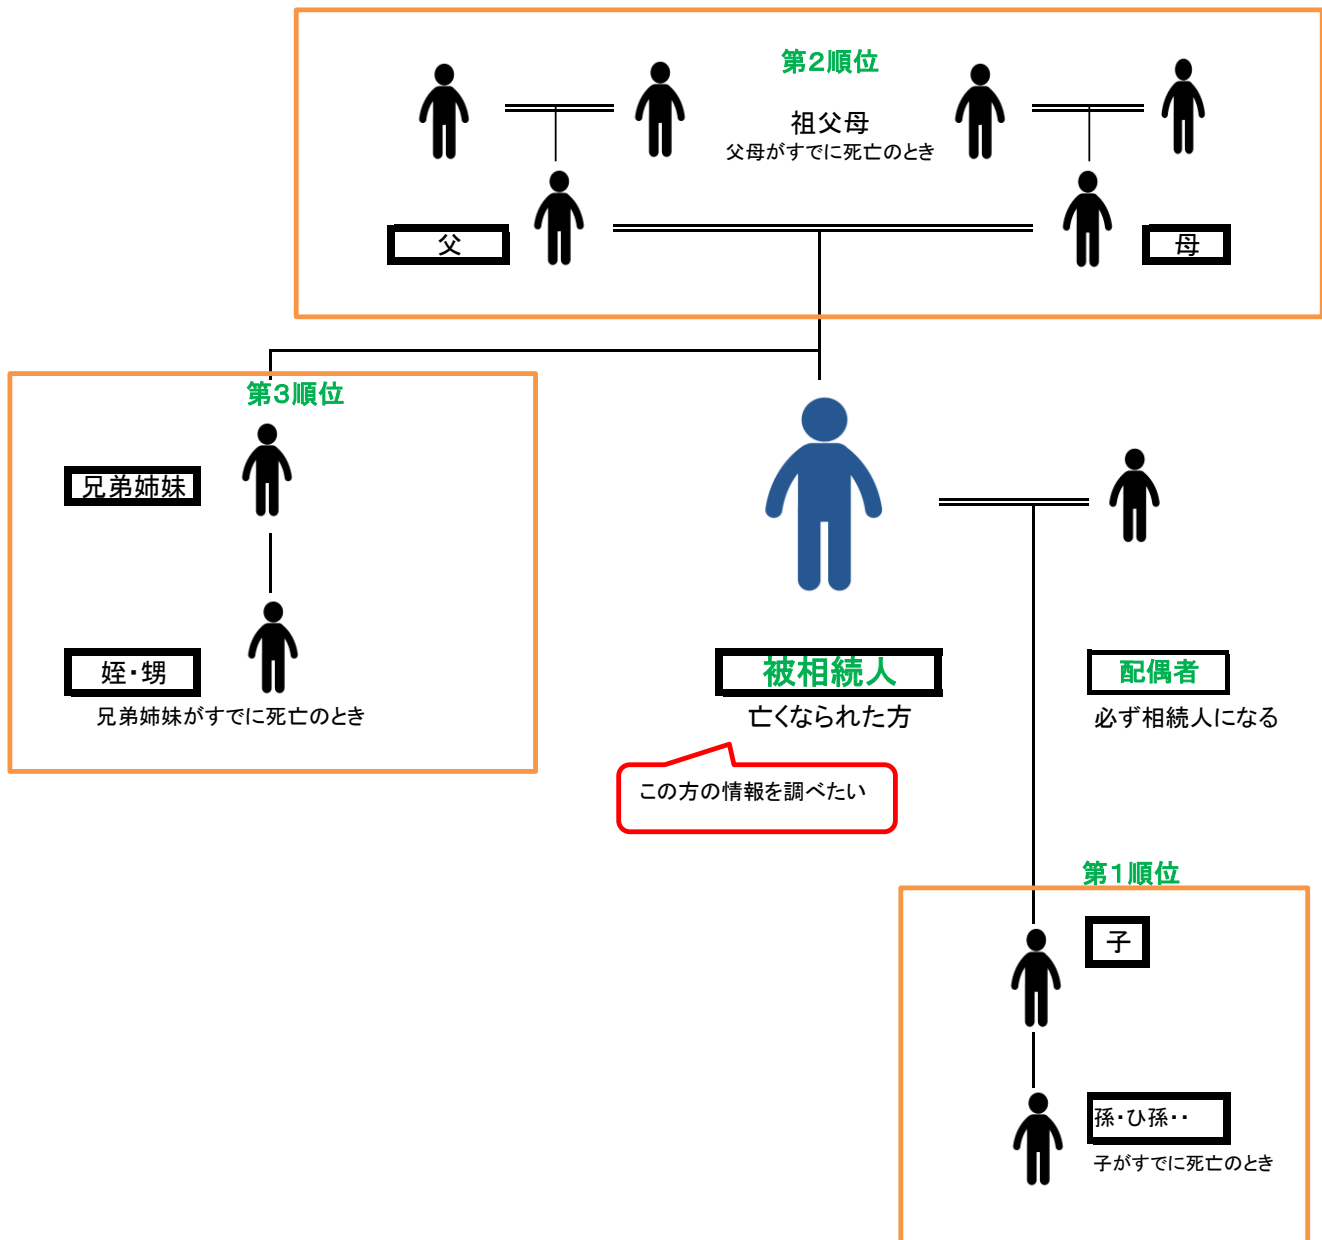 第2順位
祖父母
父母がすでに死亡のとき
父
母
第3順位
兄弟姉妹
姪・甥
兄弟姉妹がすでに死亡のとき
被相続人
亡くなられた方
この方の情報を調べたい
配偶者
必ず相続人になる
第1順位
子
孫・ひ孫・・
子がすでに死亡のとき